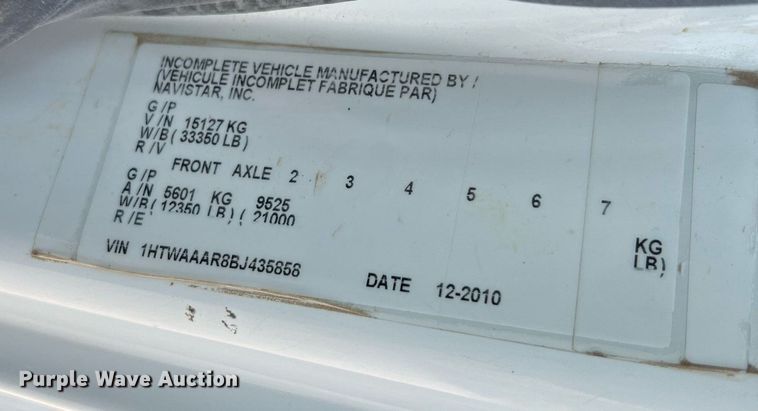 INCOMPLETE VEHICLE MANUFACTURED BY /
(VEHICULE INCOMPLET FABRIQUE PAR)
NAVISTAR, INC.
G / P
V / N 15127 KG
W/B ( 33350 LB )
R / V
FRONT AXLE 2 3 4 5 6 7
G / P
A / N 5601 KG 9525 KG
W/B ( 12350 LB) ( 21000 LB)
R / E
VIN 1HTWAAAR8BJ435858
DATE 12-2010
Purple Wave Auction